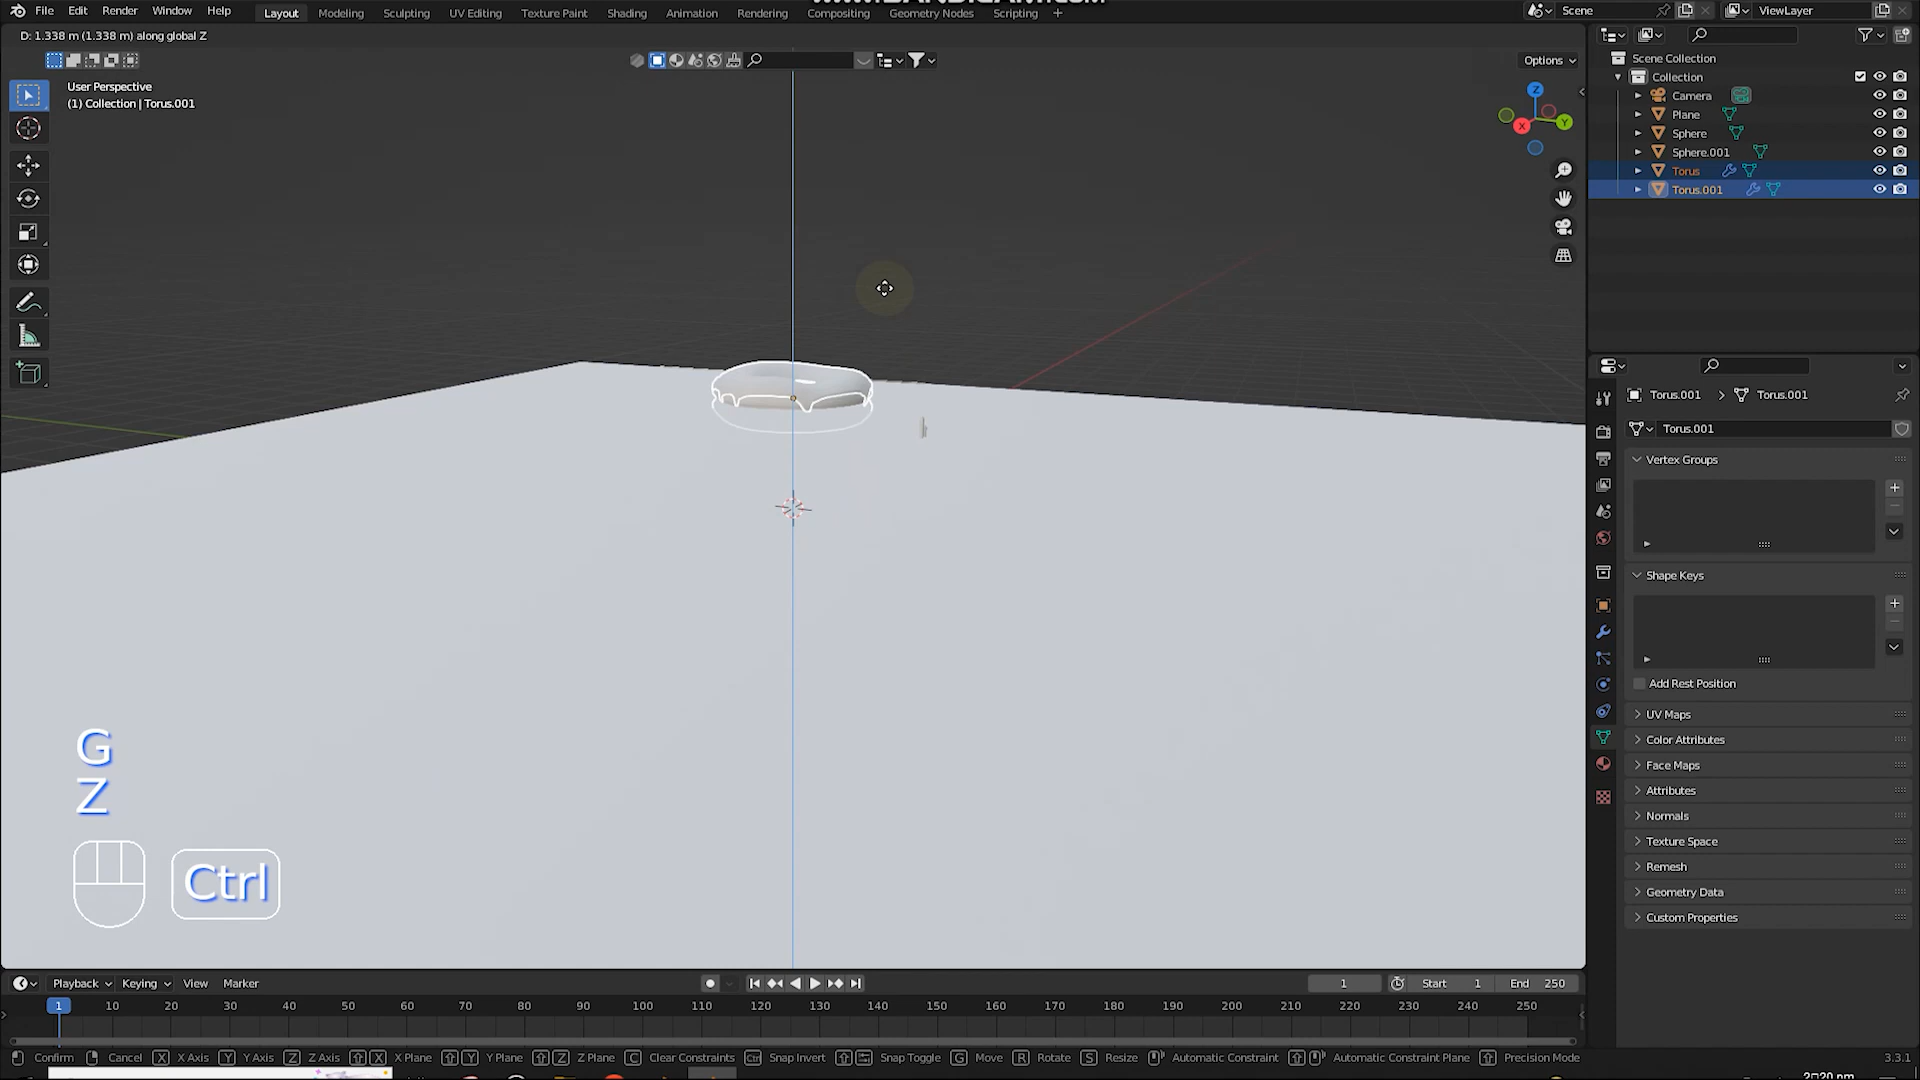 File Edit Render Window Help Layout Modeling Sculpting UV Editing Texture Paint Shading Animation Rendering Compositing Geometry Nodes Scripting + Scene ViewLayer
D: 1.338 m (1.338 m) along global Z
Options
User Perspective
(1) Collection | Torus.001
Z
Y
X
Scene Collection
Collection
Camera
Plane
Sphere
Sphere.001
Torus
Torus.001
Torus.001 > Torus.001
Torus.001
Vertex Groups
Shape Keys
Add Rest Position
UV Maps
Color Attributes
Face Maps
Attributes
Normals
Texture Space
Remesh
Geometry Data
Custom Properties
G
Z
Ctrl
Playback Keying View Marker 1 Start 1 End 250
1 10 20 30 40 50 60 70 80 90 100 110 120 130 140 150 160 170 180 190 200 210 220 230 240 250
Confirm Cancel X X Axis Y Y Axis Z Z Axis X X Plane Y Y Plane Z Z Plane C Clear Constraints Ctrl Snap Invert Snap Toggle G Move R Rotate S Resize Automatic Constraint Automatic Constraint Plane Precision Mode 3.3.1